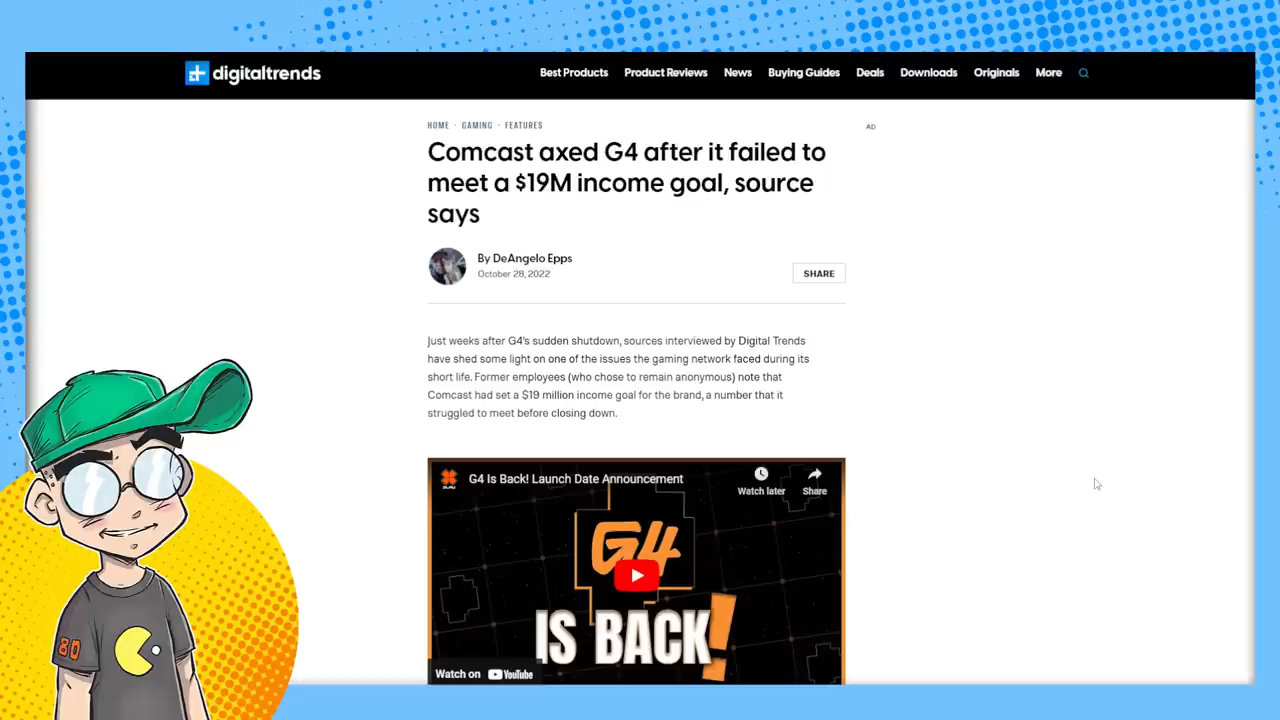 digitaltrends
Best Products Product Reviews News Buying Guides Deals Downloads Originals More
HOME · GAMING · FEATURES
AD
Comcast axed G4 after it failed to
meet a $19M income goal, source
says
By DeAngelo Epps
October 28, 2022
SHARE
Just weeks after G4's sudden shutdown, sources interviewed by Digital Trends
have shed some light on one of the issues the gaming network faced during its
short life. Former employees (who chose to remain anonymous) note that
Comcast had set a $19 million income goal for the brand, a number that it
struggled to meet before closing down.
G4 Is Back! Launch Date Announcement
Watch later
Share
G4
IS BACK!
Watch on YouTube
80